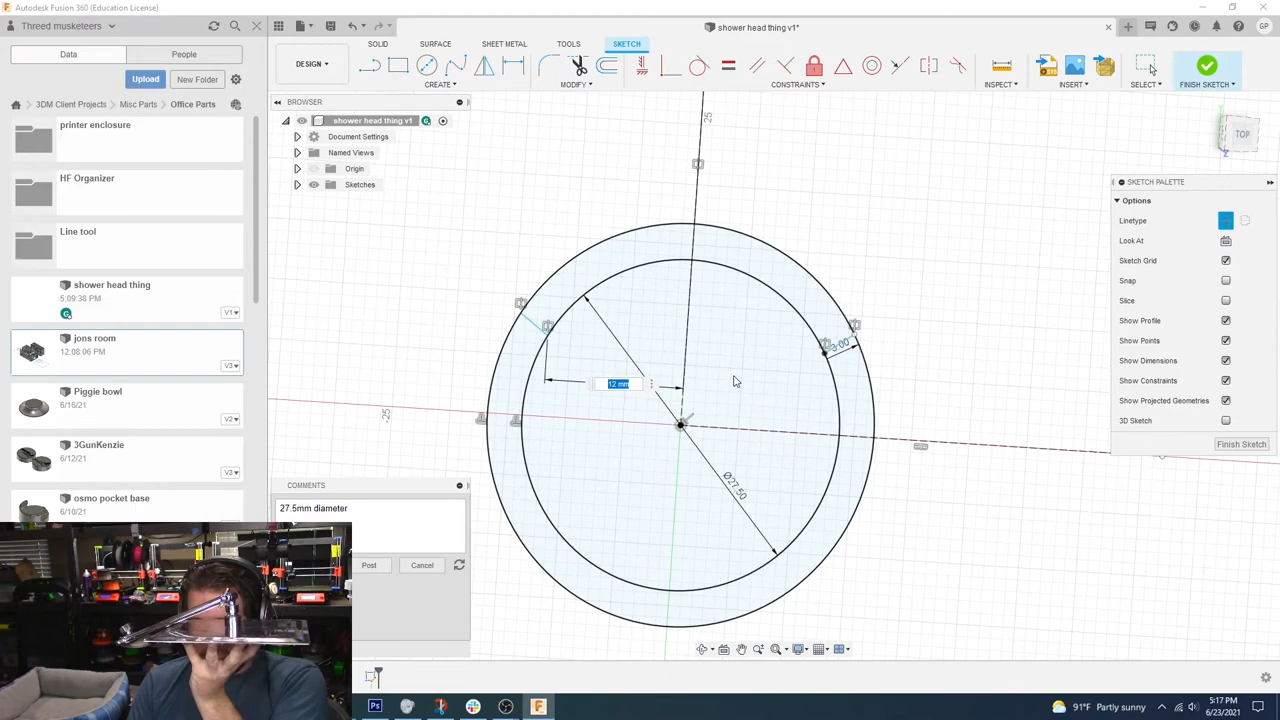 Autodesk Fusion 360 (Education License)
Threed musketeers
shower head thing v1*
GP
Data
People
Upload
New Folder
3DM Client Projects
Misc Parts
Office Parts
printer enclosure
HF Organizer
Line tool
shower head thing
5:09:38 PM
V1
jons room
12:08:06 PM
V3
Piggie bowl
6/16/21
V2
3GunKenzie
6/12/21
V3
osmo pocket base
6/10/21
DESIGN
SOLID
SURFACE
SHEET METAL
TOOLS
SKETCH
CREATE
MODIFY
CONSTRAINTS
INSPECT
INSERT
SELECT
FINISH SKETCH
BROWSER
shower head thing v1
Document Settings
Named Views
Origin
Sketches
25
-25
12 mm
3.00
Ø27.50
TOP
Z
SKETCH PALETTE
Options
Linetype
Look At
Sketch Grid
Snap
Slice
Show Profile
Show Points
Show Dimensions
Show Constraints
Show Projected Geometries
3D Sketch
Finish Sketch
COMMENTS
27.5mm diameter
Post
Cancel
91°F Partly sunny
5:17 PM
6/23/2021